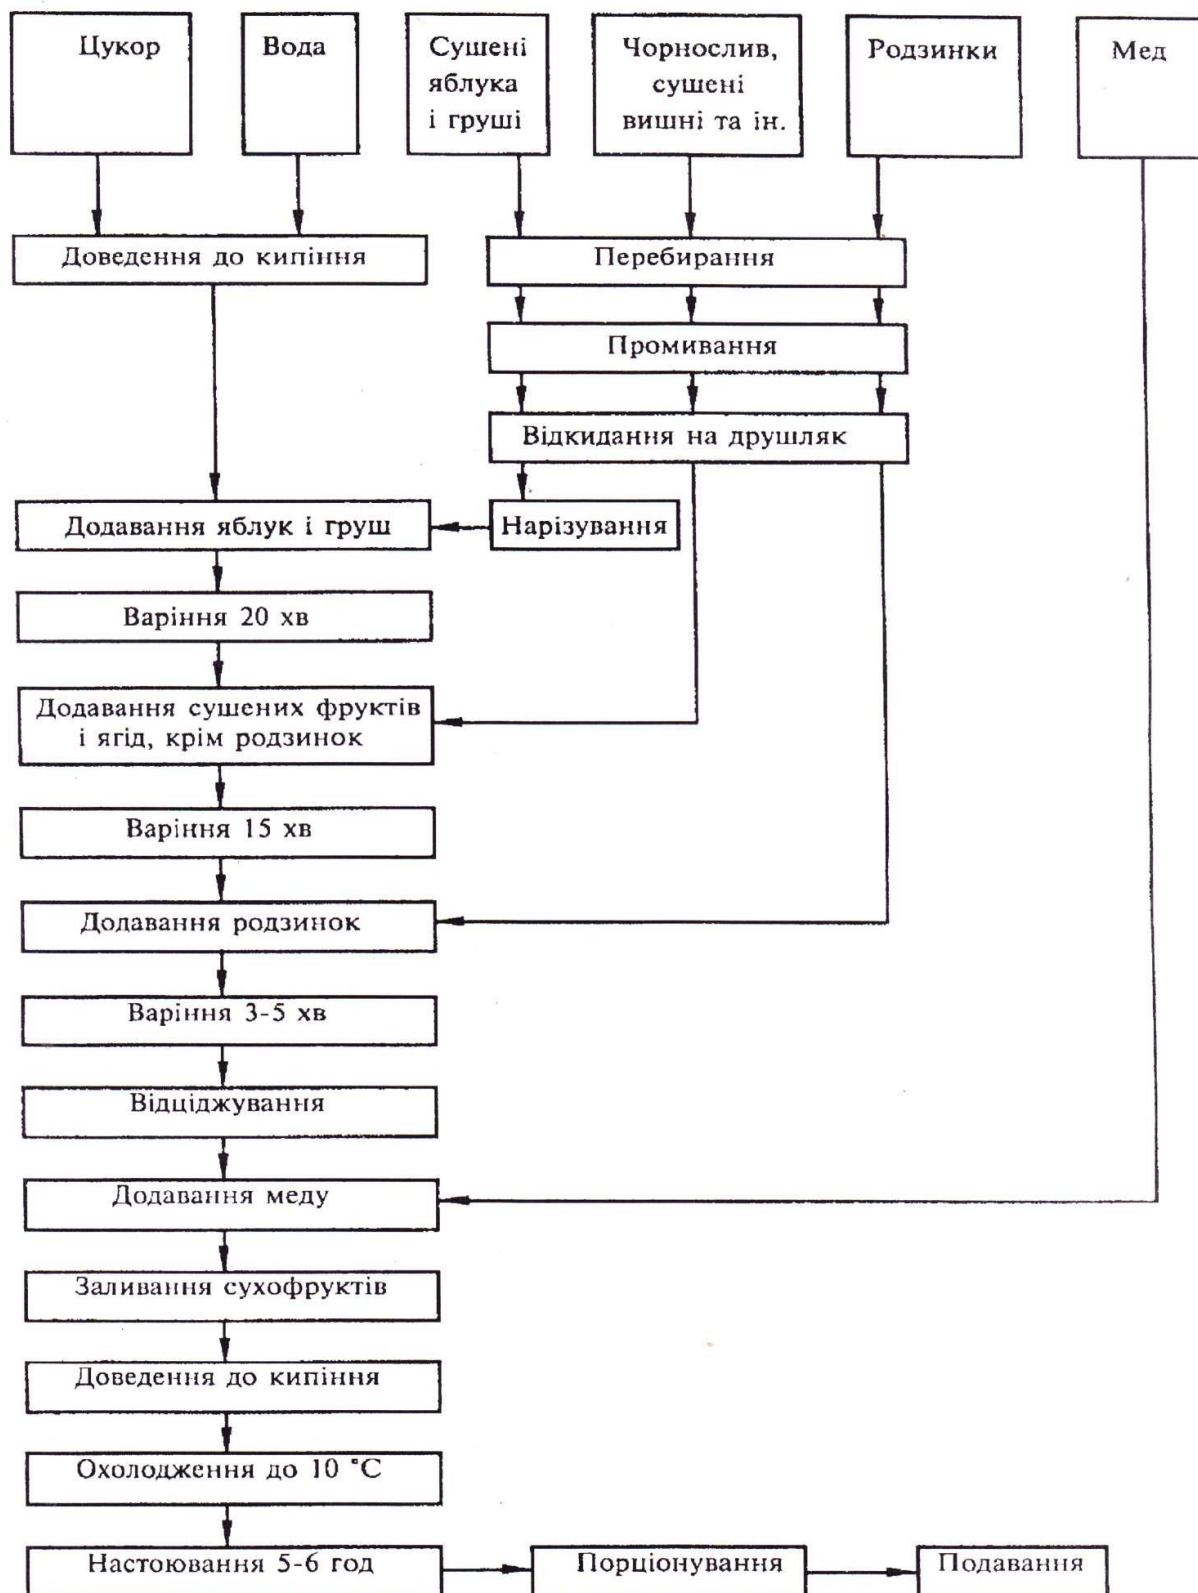 Цукор
Вода
Сушені
яблука
і груші
Чорнослив,
сушені
вишні та ін.
Родзинки
Мед
Доведення до кипіння
Перебирання
Промивання
Відкидання на друшляк
Додавання яблук і груш
Нарізування
Варіння 20 хв
Додавання сушених фруктів
і ягід, крім родзинок
Варіння 15 хв
Додавання родзинок
Варіння 3-5 хв
Відціджування
Додавання меду
Заливання сухофруктів
Доведення до кипіння
Охолодження до 10 °С
Настоювання 5-6 год
Порціонування
Подавання